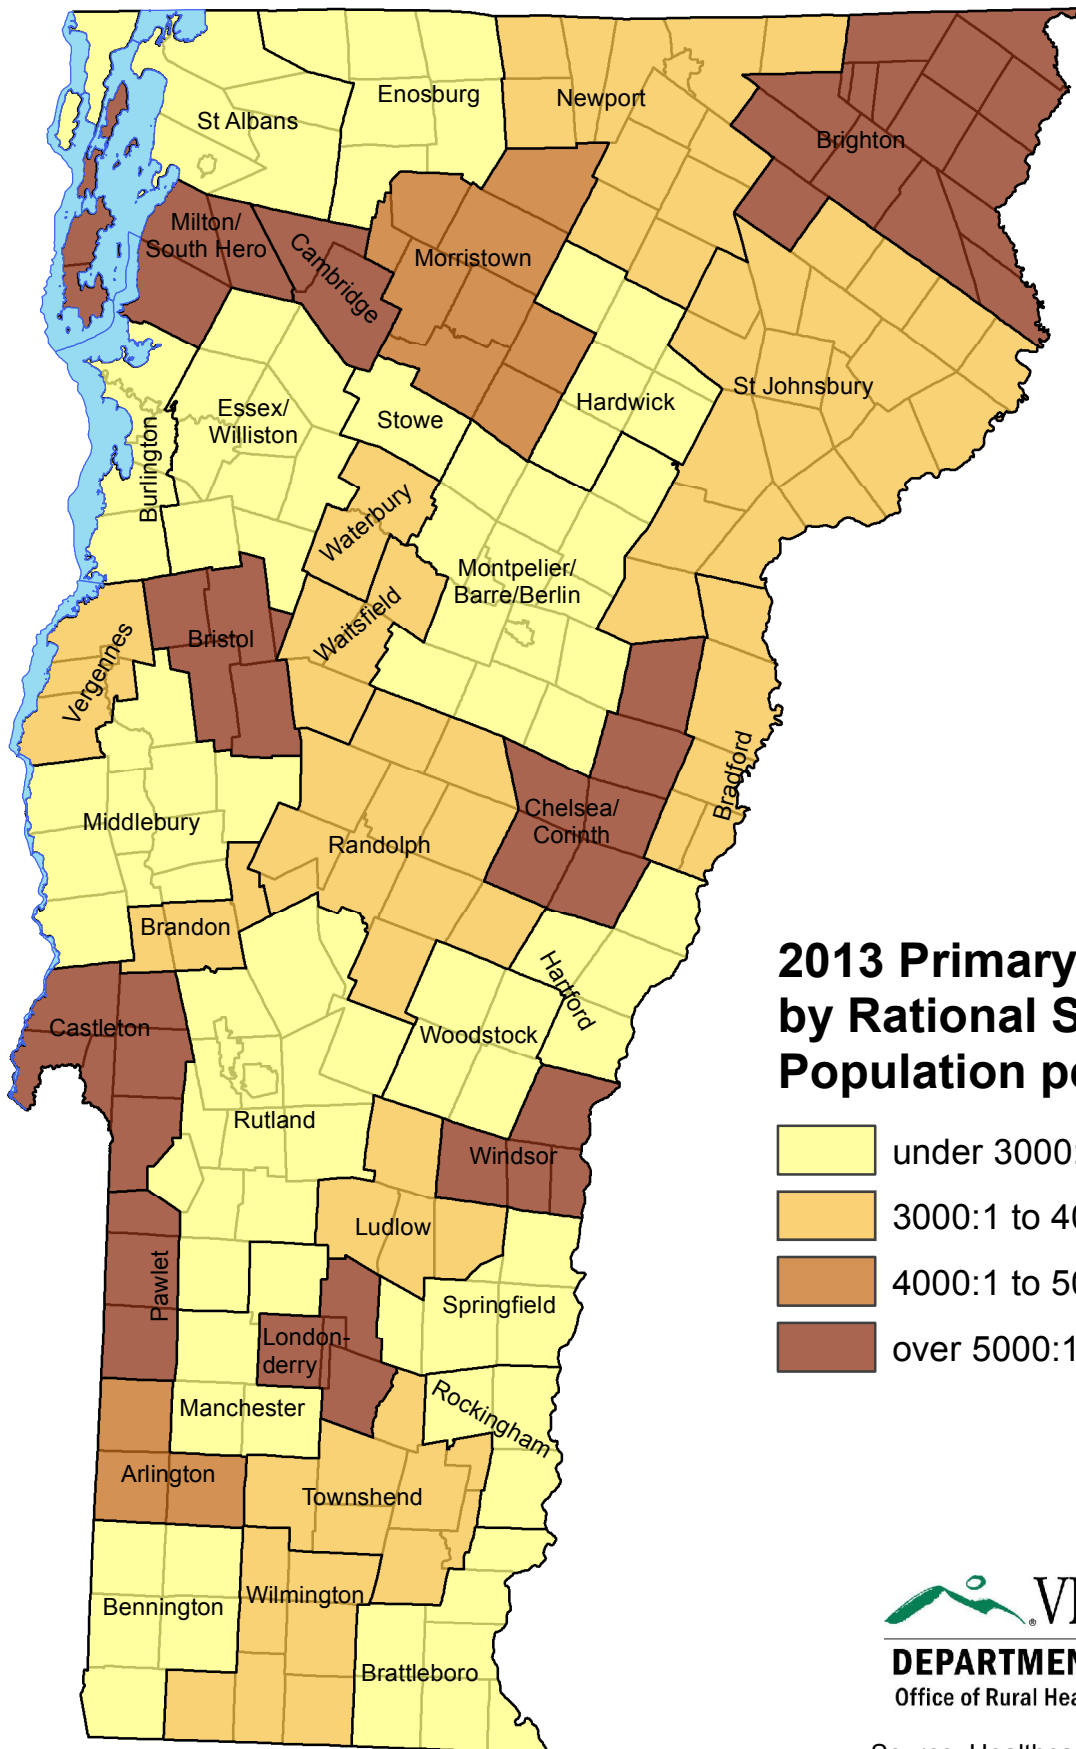 Enosburg
St Albans
Newport
Brighton
Milton/
South Hero
Cambridge
Morristown
St Johnsbury
Hardwick
Essex/
Williston
Stowe
Burlington
Waterbury
Montpelier/
Barre/Berlin
Waitsfield
Bristol
Vergennes
Bradford
Middlebury
Chelsea/
Corinth
Randolph
Brandon
Hartford
Castleton
Woodstock
Rutland
Windsor
Ludlow
Pawlet
Springfield
London-
derry
Manchester
Rockingham
Arlington
Townshend
Wilmington
Bennington
Brattleboro
2013 Primary
by Rational S
Population pe
under 3000:
3000:1 to 40
4000:1 to 50
over 5000:1
® VE
DEPARTMEN
Office of Rural Hea